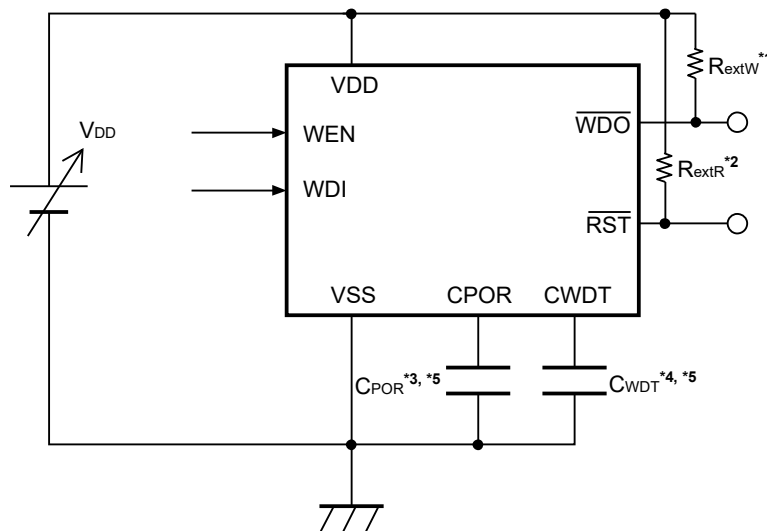 VDD
RextW*1
WDO
VDD
WEN
RextR*2
WDI
RST
VSS
CPOR
CWDT
CPOR*3, *5
CWDT*4, *5